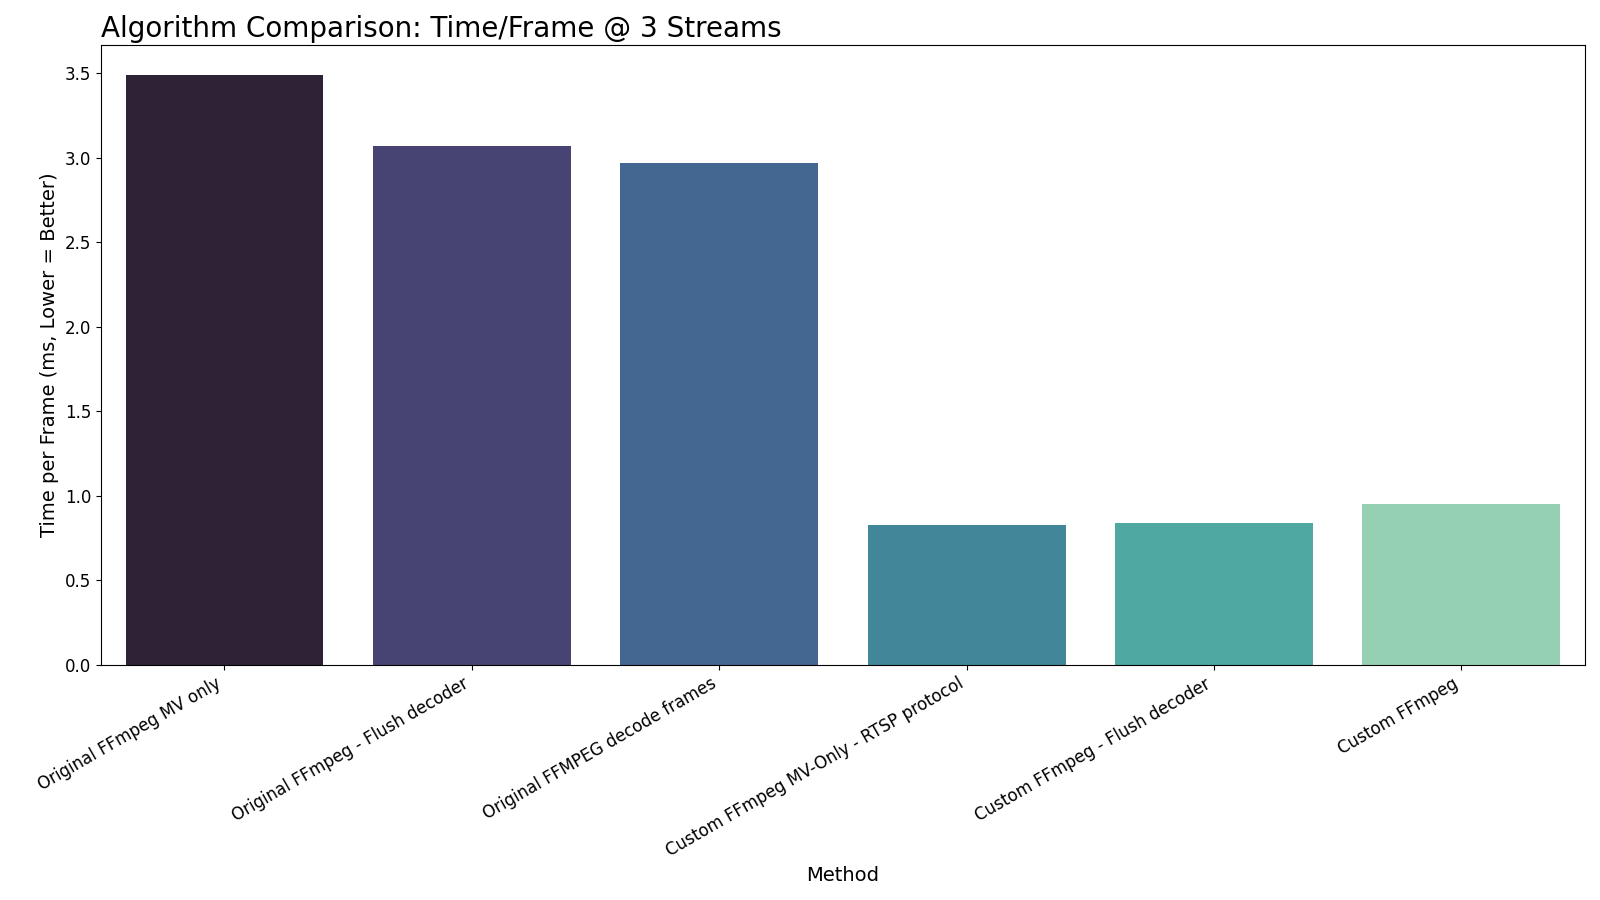 Algorithm Comparison: Time/Frame @ 3 Streams
Time per Frame (ms, Lower = Better)
3.5
3.0
2.5
2.0
1.5
1.0
0.5
0.0
Original FFmpeg MV only
Original FFmpeg - Flush decoder
Original FFMPEG decode frames
Custom FFmpeg MV-Only - RTSP protocol
Custom FFmpeg - Flush decoder
Custom FFmpeg
Method